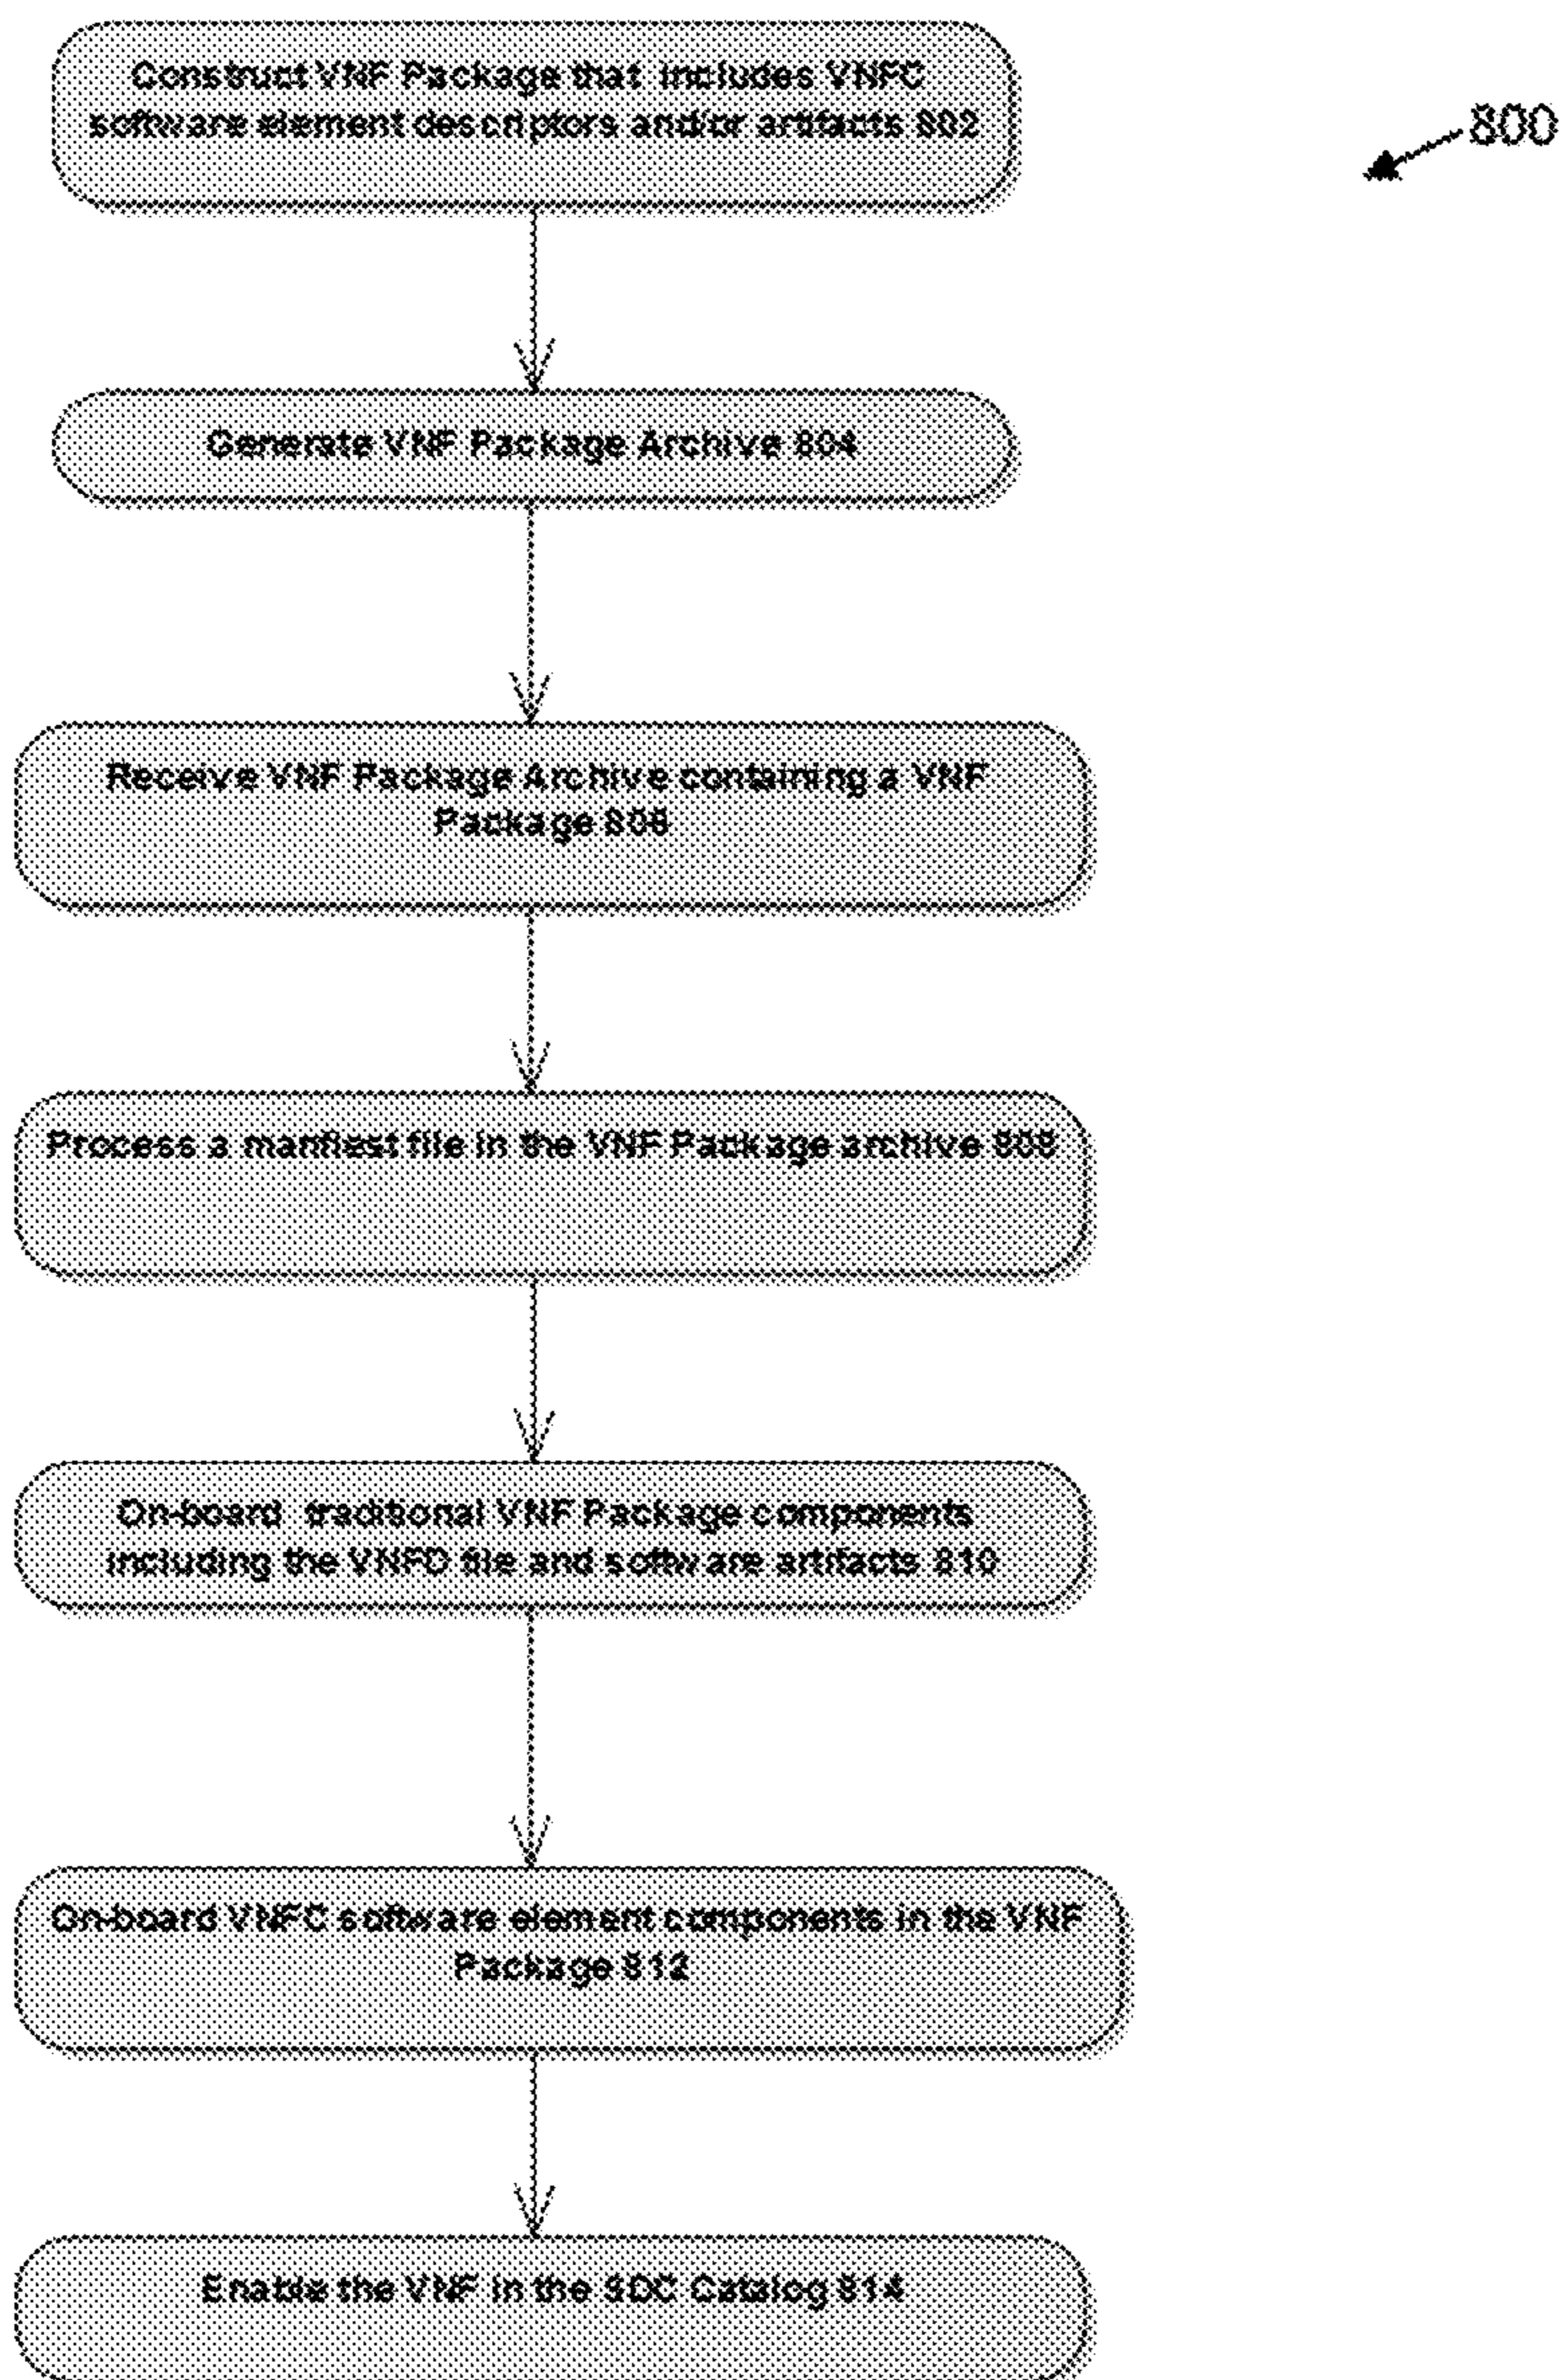 Construct VNF Package that includes VNFC
software element descriptors and/or artifacts 802
800
Generate VNF Package Archive 804
Receive VNF Package Archive containing a VNF
Package 806
Process a manifest file in the VNF Package archive 808
On-board traditional VNF Package components
including the VNFD file and software artifacts 810
On-board VNFC software element components in the VNF
Package 812
Enable the VNF in the SDC Catalog 814